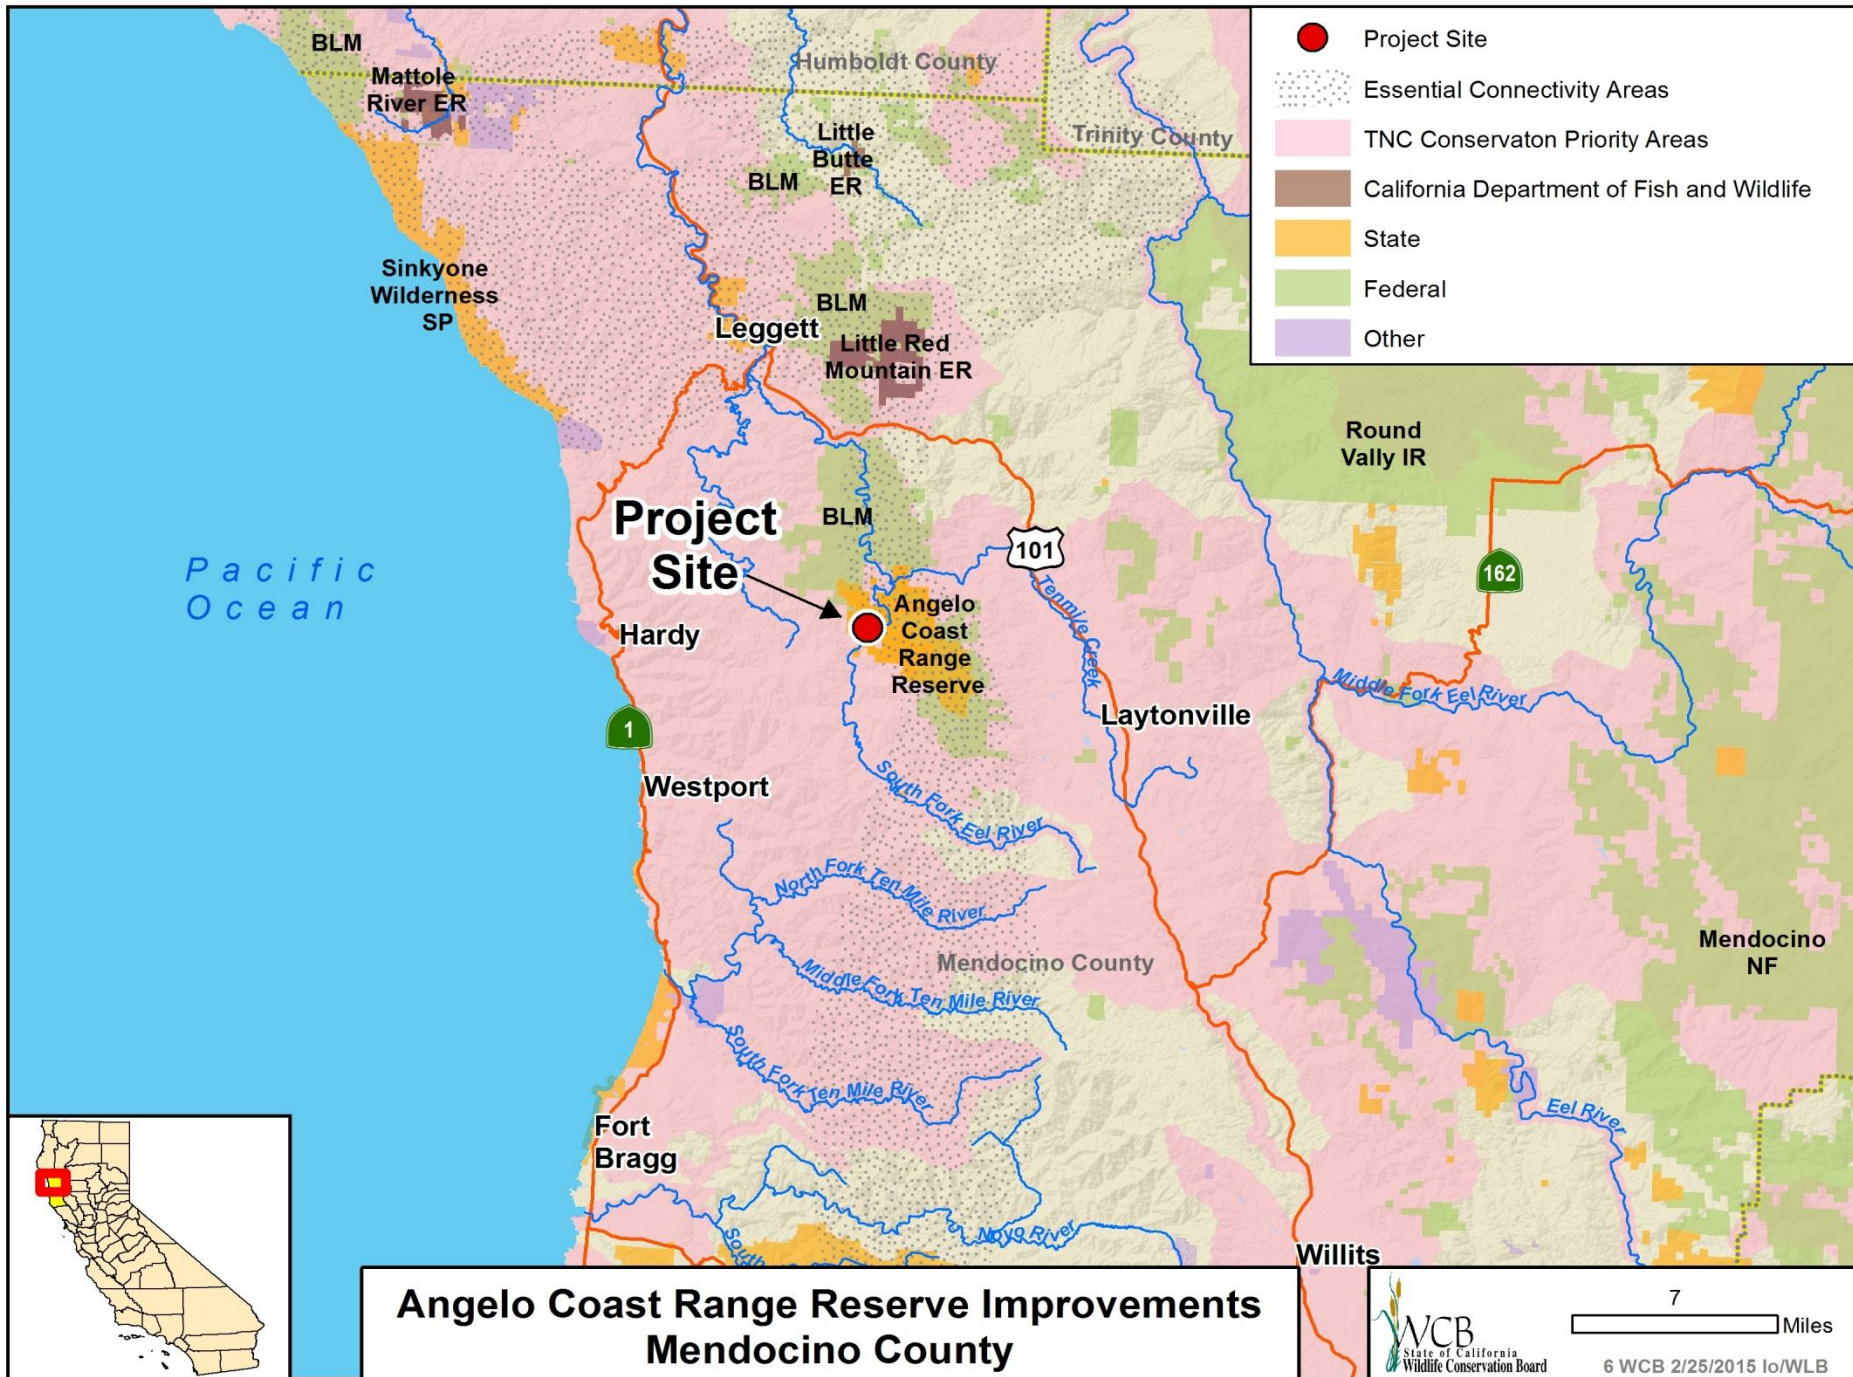 BLM
Mattole
River ER
Humboldt County
Trinity County
Little
Butte
ER
BLM
Sinkyone
Wilderness
SP
BLM
Leggett
Little Red
Mountain ER
Project Site
Essential Connectivity Areas
TNC Conservaton Priority Areas
California Department of Fish and Wildlife
State
Federal
Other
Round
Vally IR
Project
Site
BLM
101
162
Pacific
Ocean
Angelo
Coast
Range
Reserve
Tenmile Creek
Hardy
Middle Fork Eel River
Laytonville
1
Westport
South Fork Eel River
North Fork Ten Mile River
Mendocino County
Mendocino
NF
Middle Fork Ten Mile River
South Fork Ten Mile River
Eel River
Fort
Bragg
Noyo River
South
Willits
Angelo Coast Range Reserve Improvements
Mendocino County
WCB
State of California
Wildlife Conservation Board
7
Miles
6 WCB 2/25/2015 lo/WLB